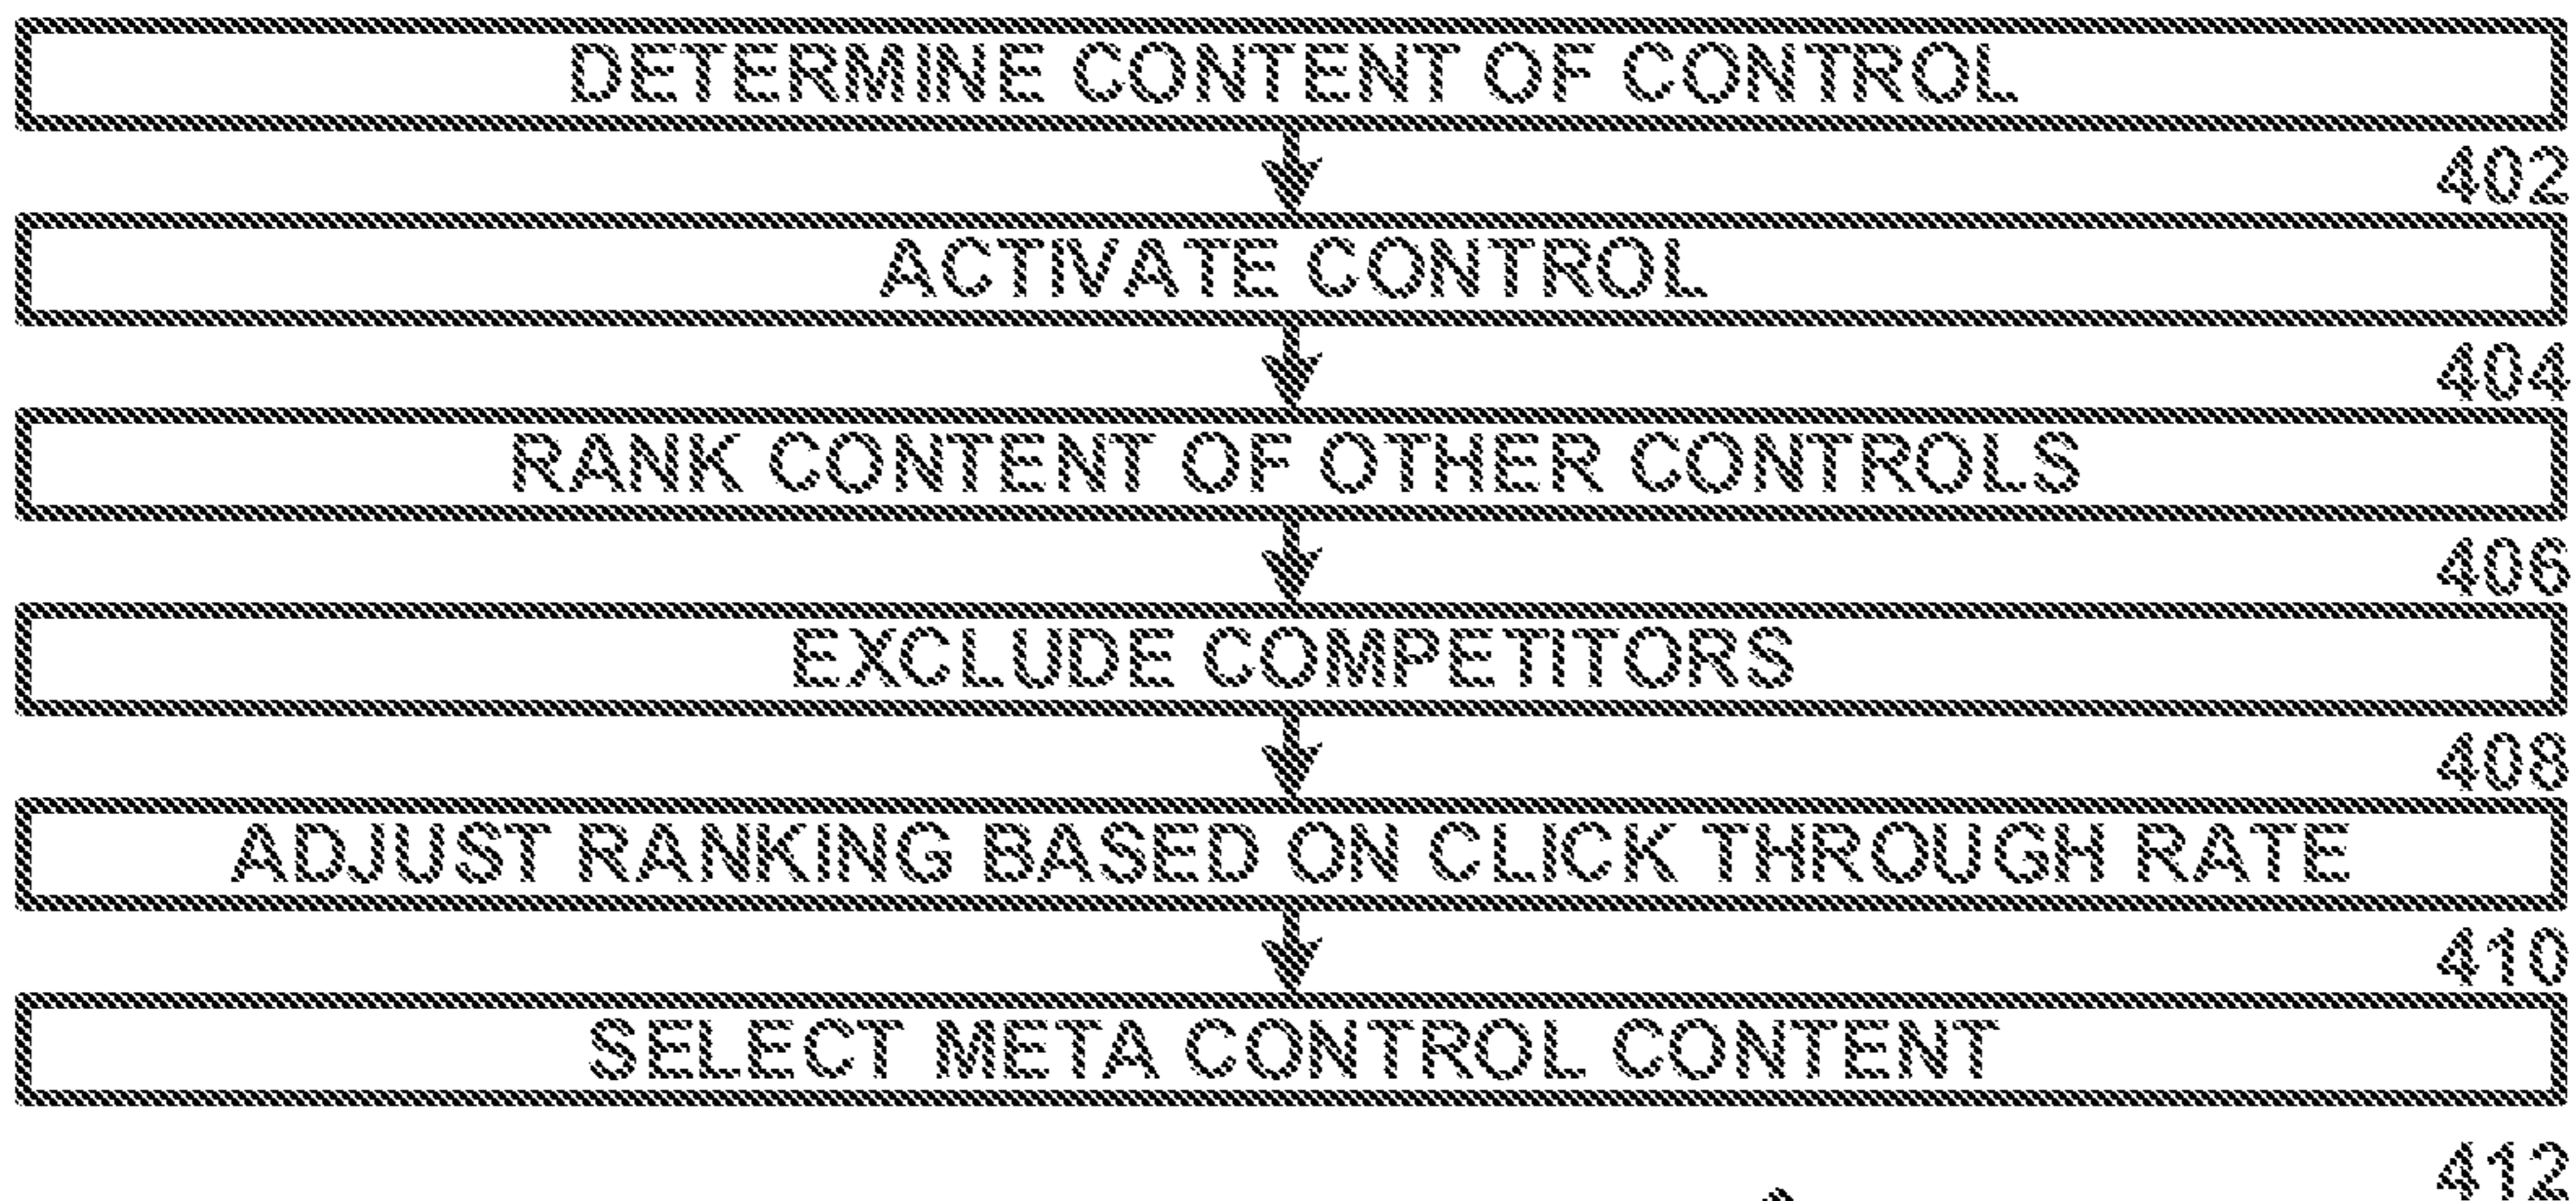 DETERMINE CONTENT OF CONTROL
402
ACTIVATE CONTROL
404
RANK CONTENT OF OTHER CONTROLS
406
EXCLUDE COMPETITORS
408
ADJUST RANKING BASED ON CLICK THROUGH RATE
410
SELECT META CONTROL CONTENT
412